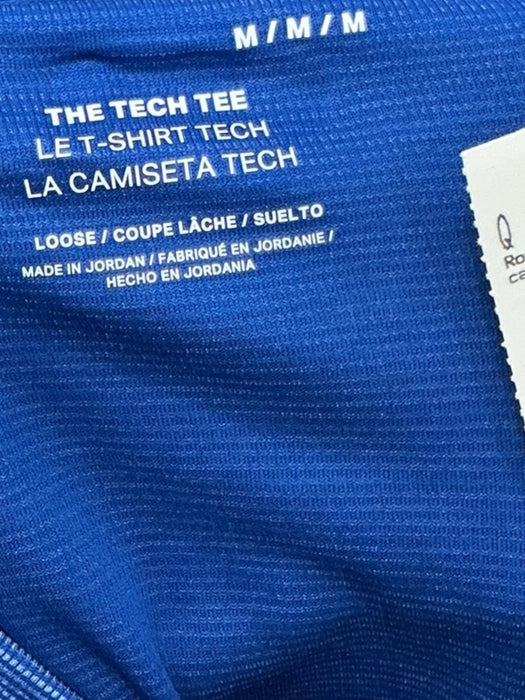 M / M / M
THE TECH TEE
LE T-SHIRT TECH
LA CAMISETA TECH
LOOSE / COUPE LÂCHE / SUELTO
MADE IN JORDAN / FABRIQUÉ EN JORDANIE /
HECHO EN JORDANIA